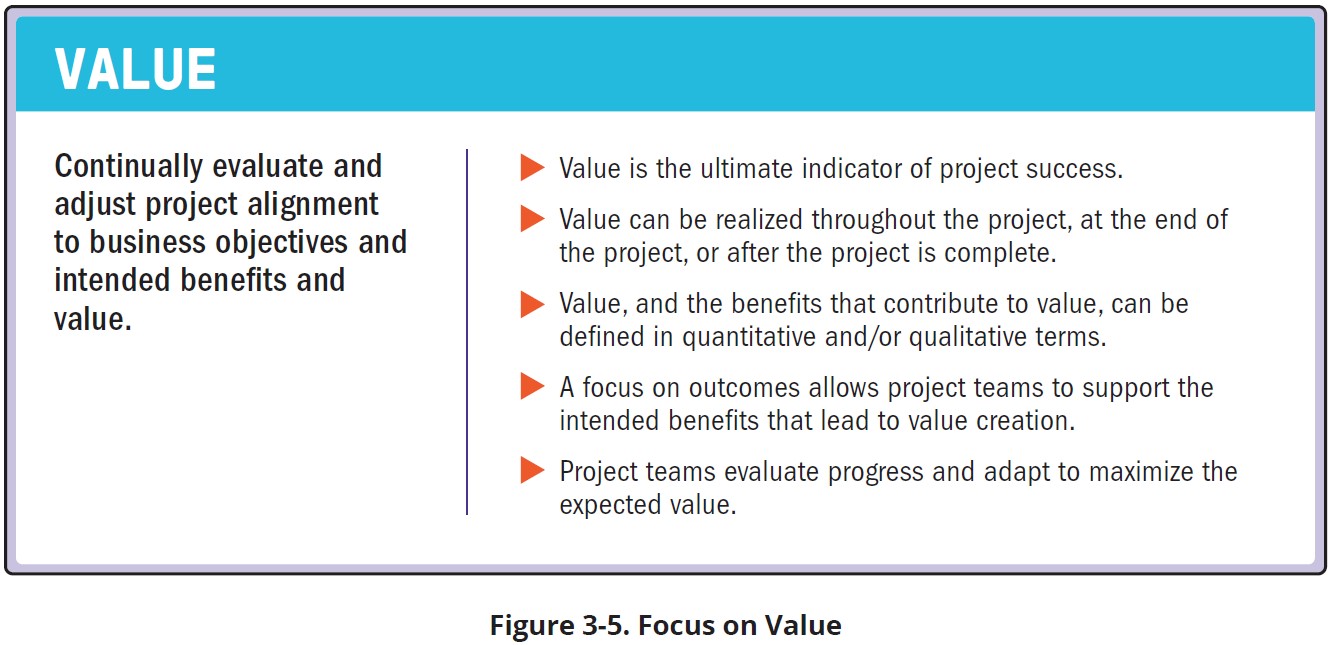 VALUE
Continually evaluate and
adjust project alignment
to business objectives and
intended benefits and
value.
Value is the ultimate indicator of project success.
Value can be realized throughout the project, at the end of
the project, or after the project is complete.
Value, and the benefits that contribute to value, can be
defined in quantitative and/or qualitative terms.
A focus on outcomes allows project teams to support the
intended benefits that lead to value creation.
Project teams evaluate progress and adapt to maximize the
expected value.
Figure 3-5. Focus on Value